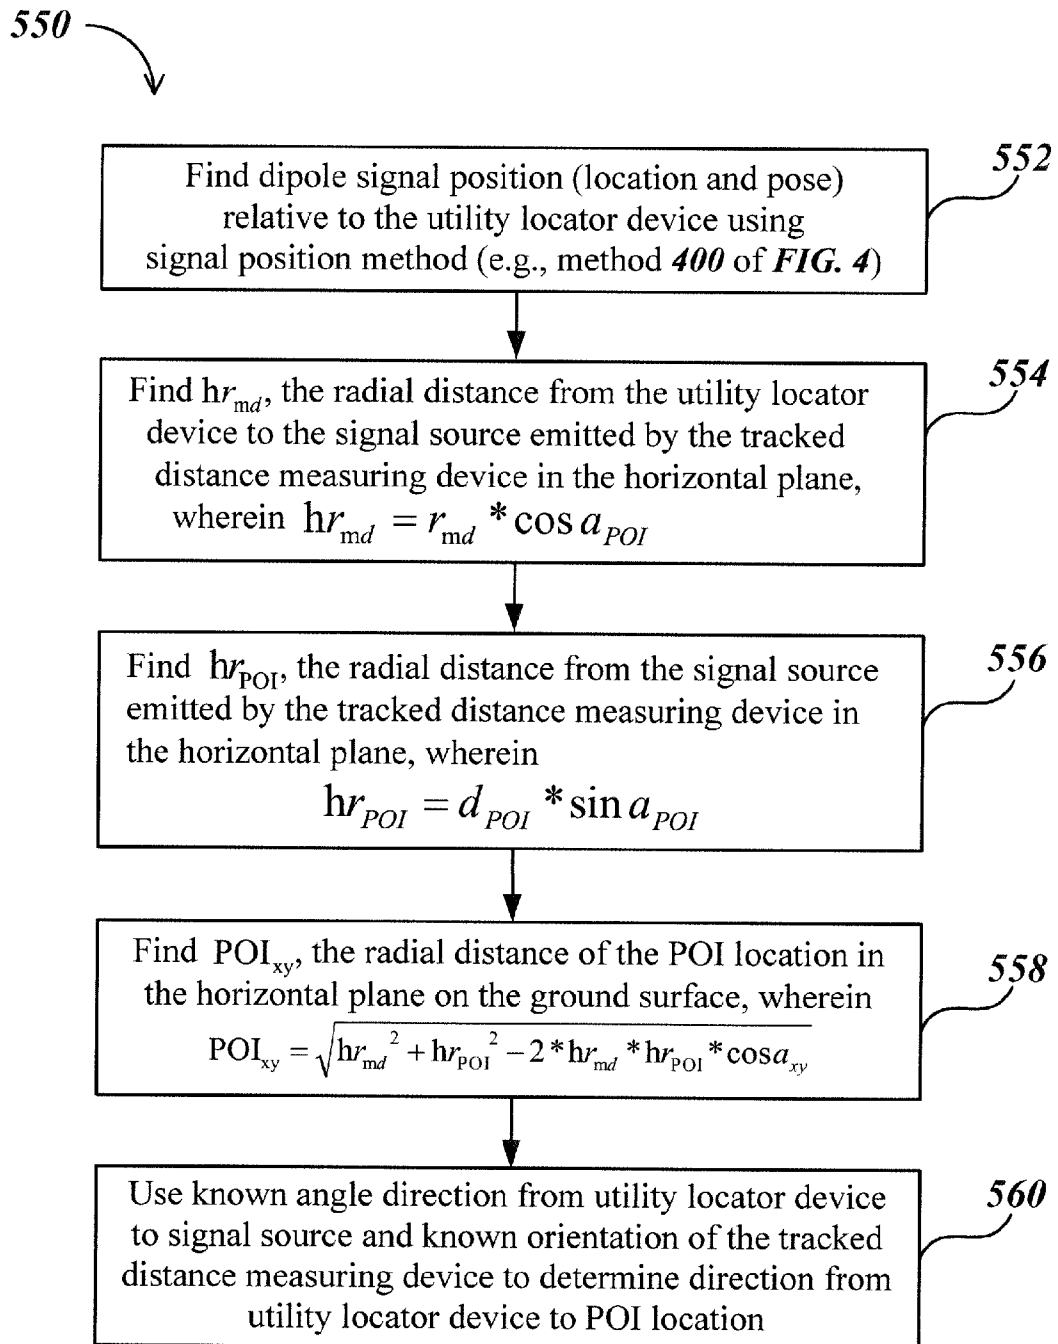 550
552
Find dipole signal position (location and pose)
relative to the utility locator device using
signal position method (e.g., method 400 of FIG. 4)
554
Find hr_md, the radial distance from the utility locator
device to the signal source emitted by the tracked
distance measuring device in the horizontal plane,
wherein hr_md = r_md * cos a_POI
556
Find hr_POI, the radial distance from the signal source
emitted by the tracked distance measuring device in
the horizontal plane, wherein
hr_POI = d_POI * sin a_POI
558
Find POI_xy, the radial distance of the POI location in
the horizontal plane on the ground surface, wherein
POI_xy = √(hr_md² + hr_POI² - 2 * hr_md * hr_POI * cos a_xy)
560
Use known angle direction from utility locator device
to signal source and known orientation of the tracked
distance measuring device to determine direction from
utility locator device to POI location